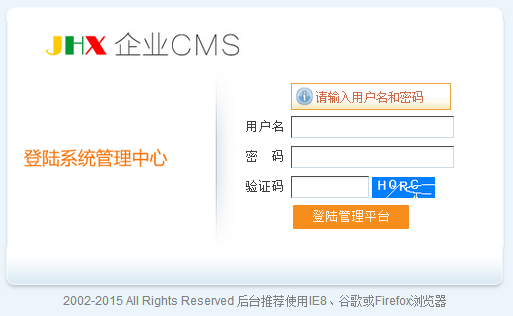 JHX 企业CMS
请输入用户名和密码
用户名
登陆系统管理中心
密 码
验证码 HQRC
登陆管理平台
2002-2015 All Rights Reserved 后台推荐使用IE8、谷歌或Firefox浏览器